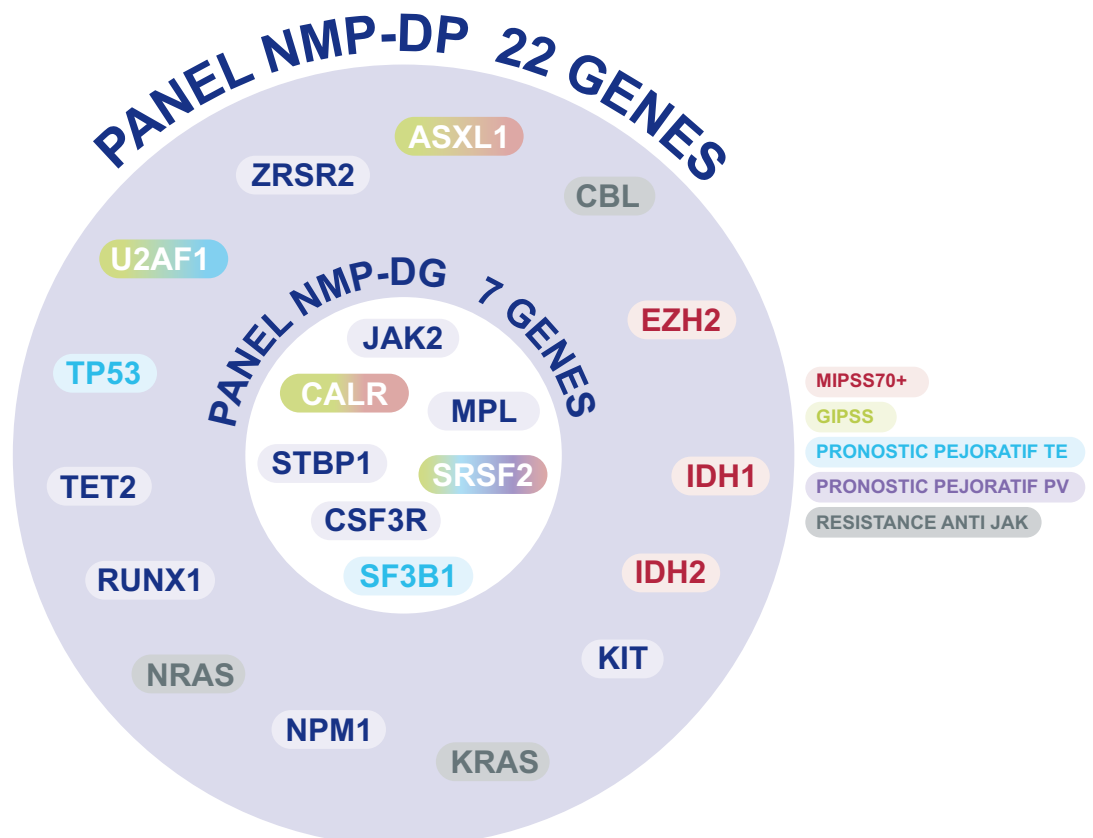 PANEL NMP-DP 22 GENES
ASXL1
ZRSR2
CBL
U2AF1
PANEL NMP-DG 7 GENES
EZH2
JAK2
TP53
CALR
MPL
STBP1
SRSF2
IDH1
TET2
CSF3R
SF3B1
IDH2
RUNX1
KIT
NRAS
NPM1
KRAS
MIPSS70+
GIPSS
PRONOSTIC PEJORATIF TE
PRONOSTIC PEJORATIF PV
RESISTANCE ANTI JAK